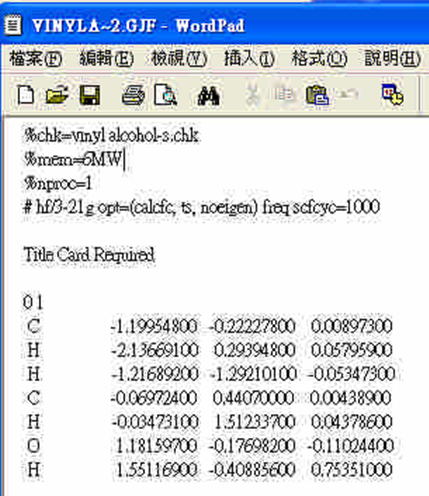 VINYLA~2.GJF - WordPad
檔案(F) 編輯(E) 檢視(V) 插入(I) 格式(O) 說明(H)
%chk=vinyl alcohol-s.chk
%mem=6MW
%nproc=1
# hf/3-21g opt=(calcfc, ts, noeigen) freq scfcyc=1000
Title Card Required
0 1
C -1.19954800 -0.22227800 0.00897300
H -2.13669100 0.29394800 0.05795900
H -1.21689200 -1.29210100 -0.05347300
C -0.06972400 0.44070000 0.00438900
H -0.03473100 1.51233700 0.04378600
O 1.18159700 -0.17698200 -0.11024400
H 1.55116900 -0.40885600 0.75351000